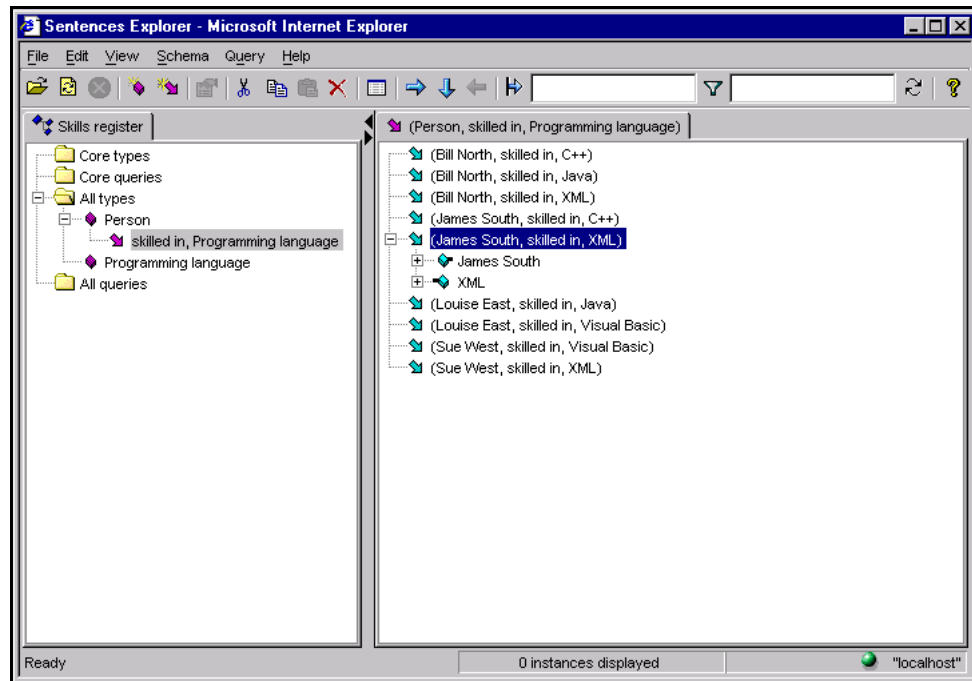 Sentences Explorer - Microsoft Internet Explorer
File Edit View Schema Query Help
Skills register
Core types
Core queries
All types
Person
skilled in, Programming language
Programming language
All queries
(Person, skilled in, Programming language)
(Bill North, skilled in, C++)
(Bill North, skilled in, Java)
(Bill North, skilled in, XML)
(James South, skilled in, C++)
(James South, skilled in, XML)
James South
XML
(Louise East, skilled in, Java)
(Louise East, skilled in, Visual Basic)
(Sue West, skilled in, Visual Basic)
(Sue West, skilled in, XML)
Ready
0 instances displayed
"localhost"